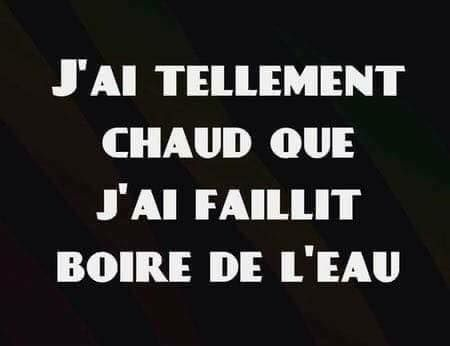 J'AI TELLEMENT
CHAUD QUE
J'AI FAILLIT
BOIRE DE L'EAU